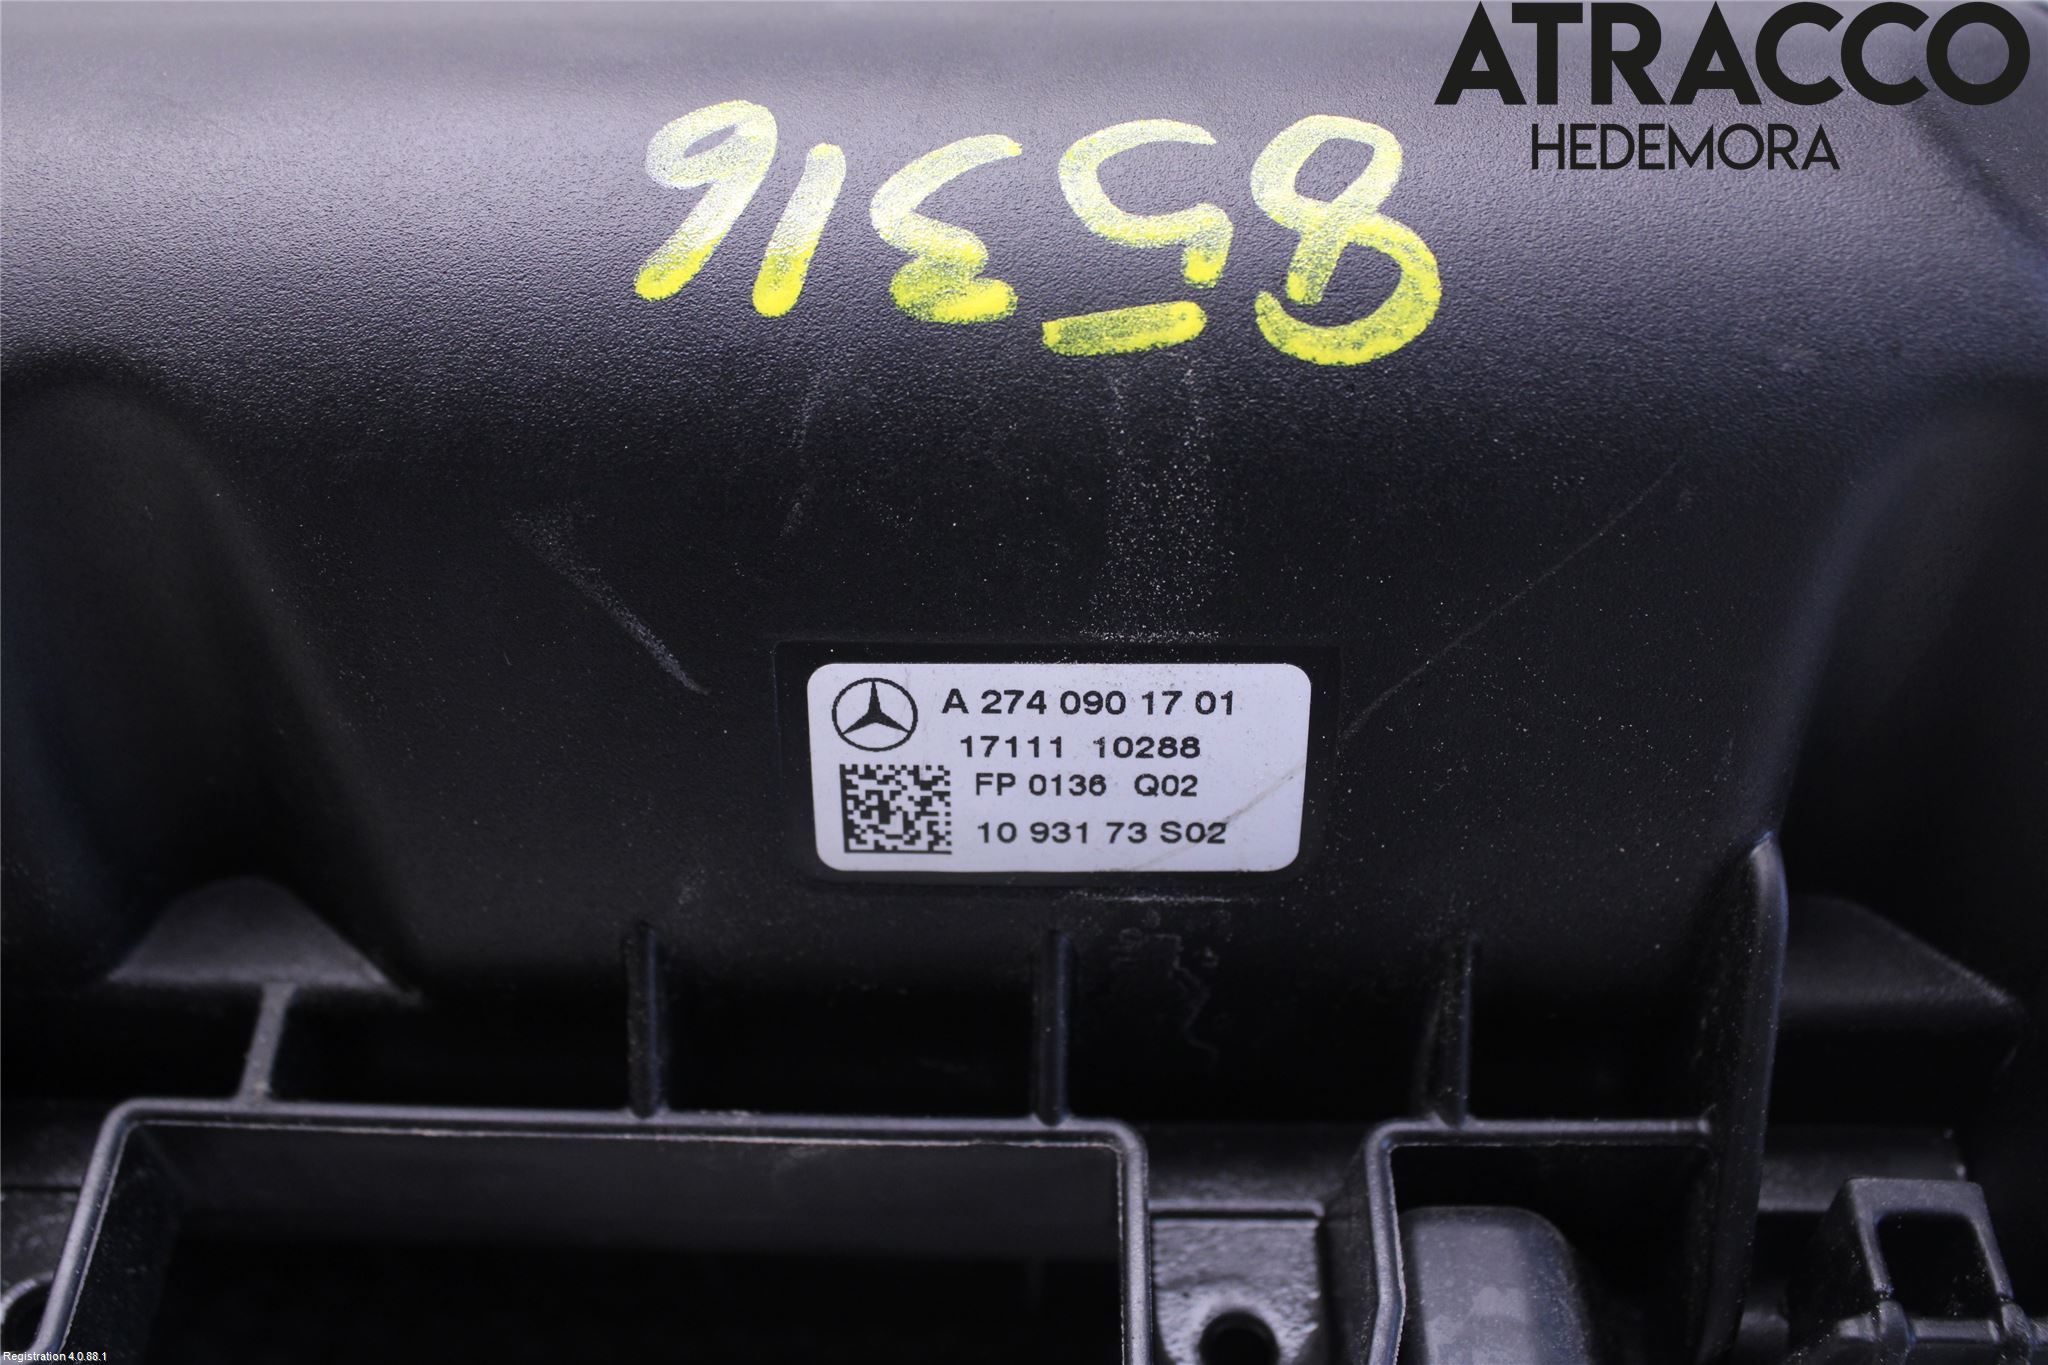 ATRACCO
HEDEMORA
85316
A 274 090 17 01
17111 10288
FP 0136 Q02
10 931 73 S02
Registration 4.0.88.1